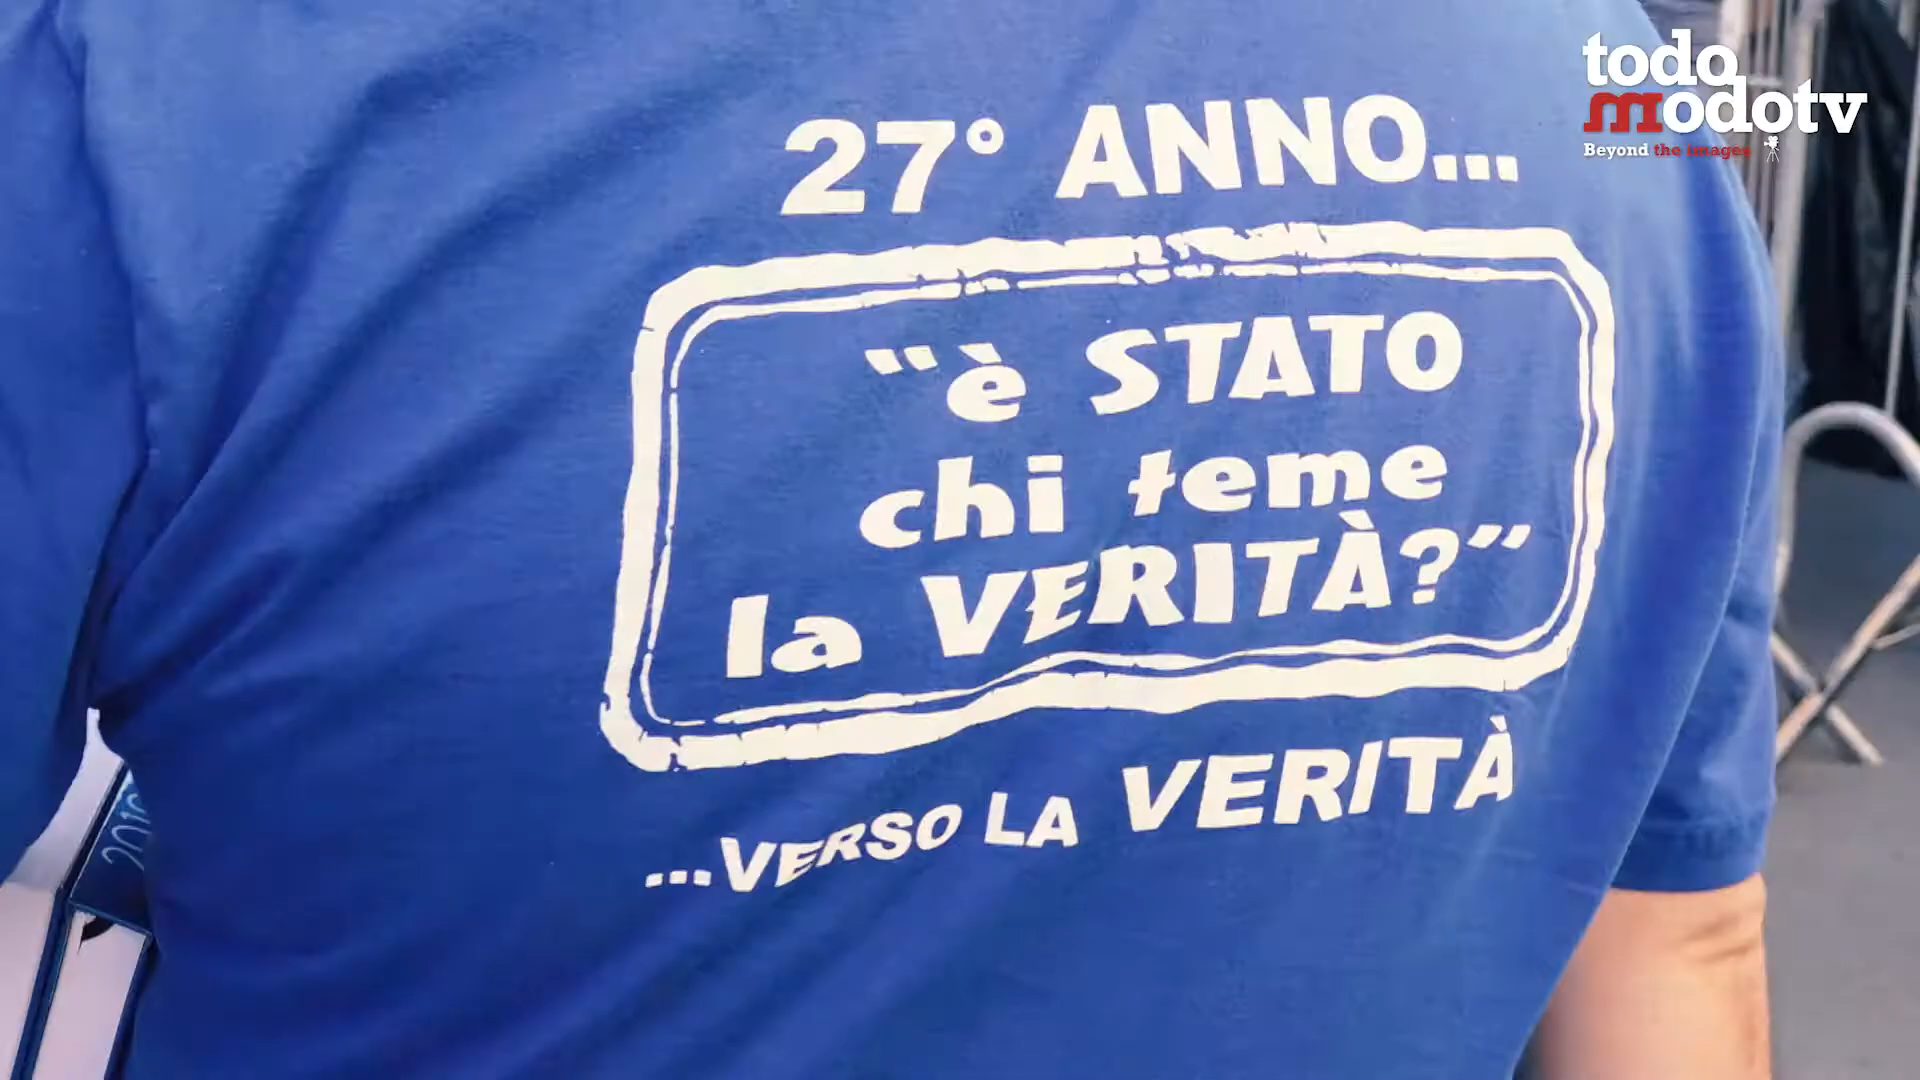 todo
modotv
Beyond the images
27° ANNO...
"è STATO
chi teme
la VERITÀ?"
...VERSO LA VERITÀ